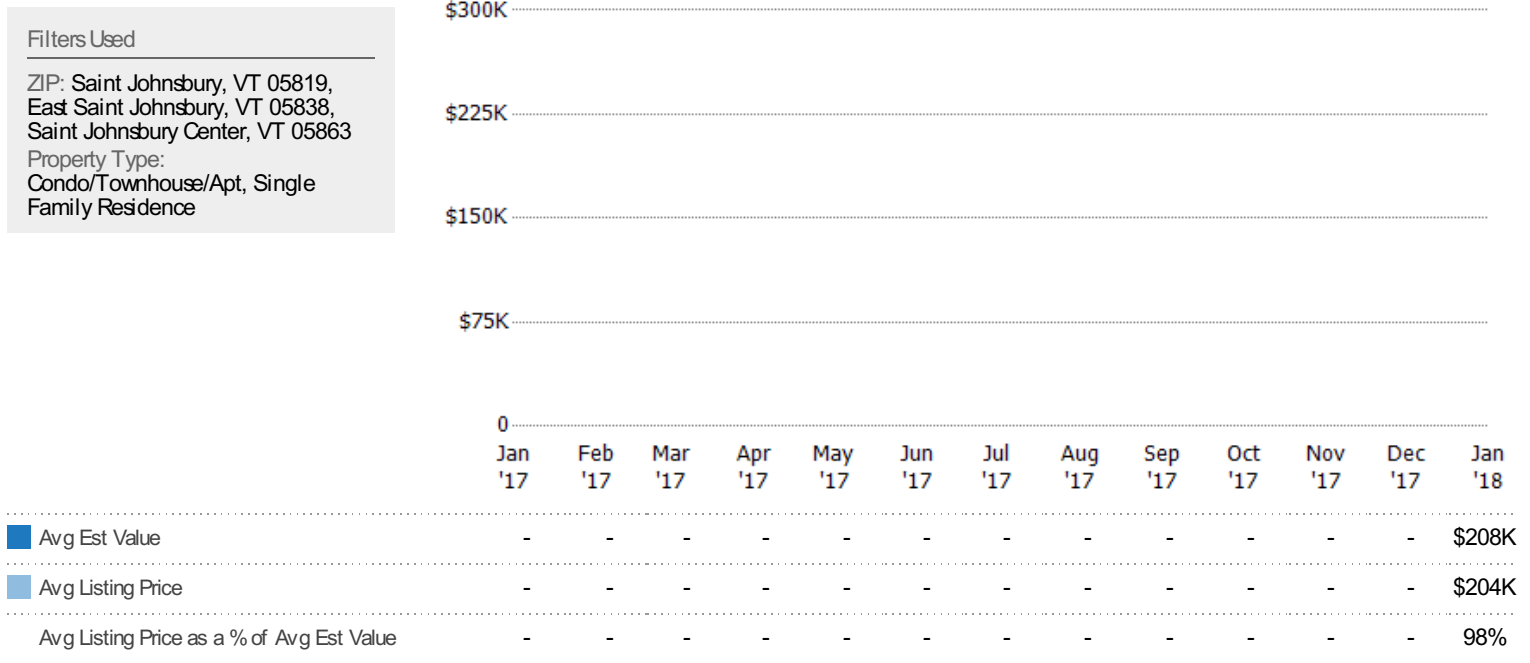 Filters Used
ZIP: Saint Johnsbury, VT 05819,
East Saint Johnsbury, VT 05838,
Saint Johnsbury Center, VT 05863
Property Type:
Condo/Townhouse/Apt, Single
Family Residence
$300K
$225K
$150K
$75K
0
Jan Feb Mar Apr May Jun Jul Aug Sep Oct Nov Dec Jan
'17 '17 '17 '17 '17 '17 '17 '17 '17 '17 '17 '17 '18
Avg Est Value - - - - - - - - - - - - $208K
Avg Listing Price - - - - - - - - - - - - $204K
Avg Listing Price as a % of Avg Est Value - - - - - - - - - - - - 98%